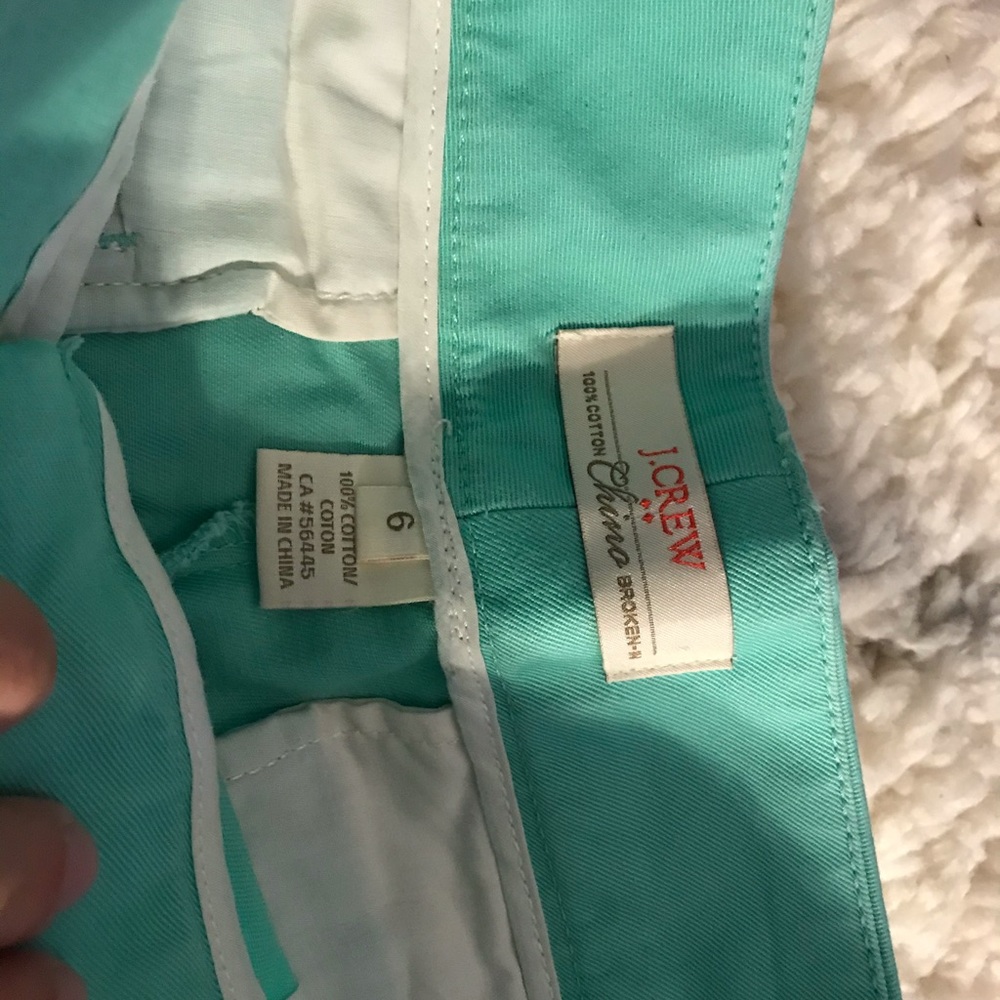 J.CREW
100% COTTON Chino BROKEN-IN
6
100% COTTON/
COTON
CA #56445
MADE IN CHINA